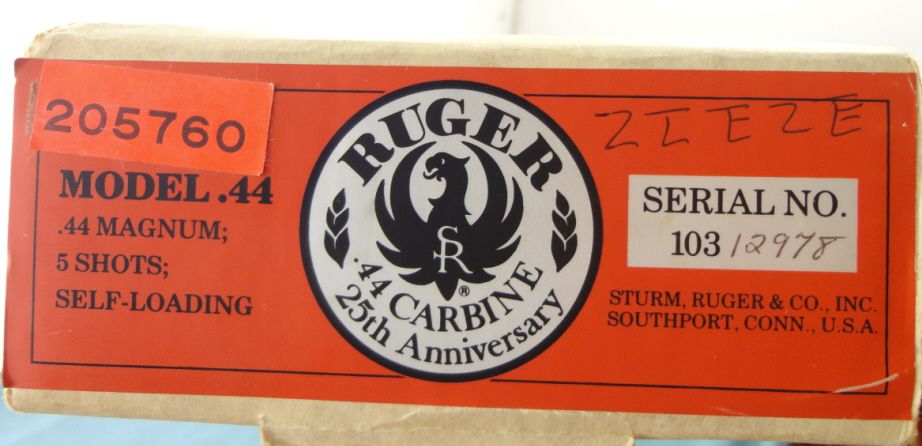 205760
MODEL .44
.44 MAGNUM;
5 SHOTS;
SELF-LOADING
RUGER
SR
®
.44 CARBINE
25th Anniversary
SERIAL NO.
103 12978
STURM, RUGER & CO., INC.
SOUTHPORT, CONN., U.S.A.